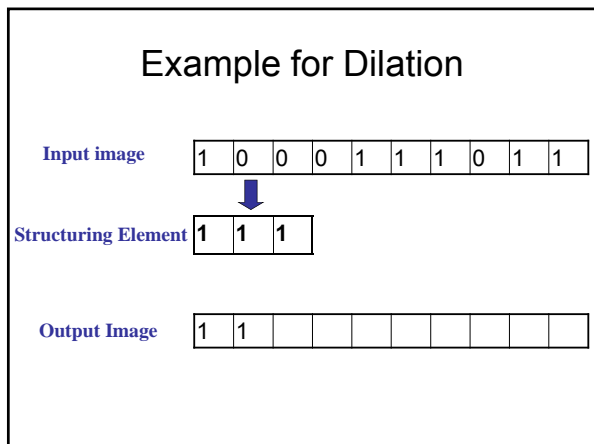 Example for Dilation
Input image 1 0 0 0 1 1 1 0 1 1
Structuring Element 1 1 1
Output Image 1 1